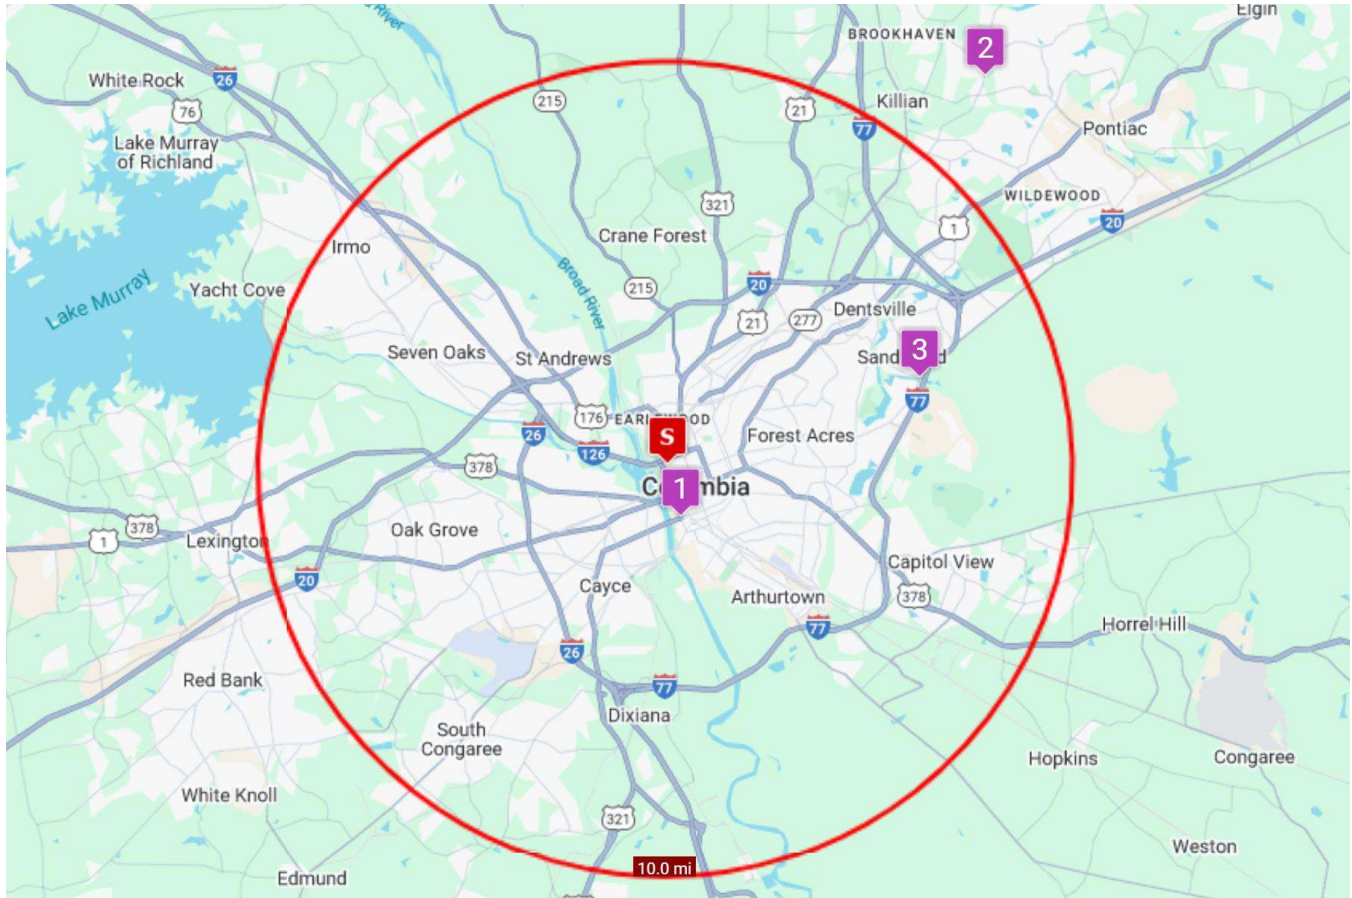 Elgin
BROOKHAVEN
2
River
White Rock
26
76
215
21
Killian
77
Pontiac
Lake Murray
of Richland
WILDEWOOD
321
20
1
Irmo
Crane Forest
Yacht Cove
Lake Murray
Broad River
215
20
Dentsville
21
277
Seven Oaks
St Andrews
3
77
176
26
126
S
Forest Acres
378
1
378
1
Lexington
Oak Grove
20
Cayce
Arthurtown
Capitol View
378
77
Horrel Hill
26
Red Bank
77
Dixiana
South
Congaree
Hopkins
Congaree
White Knoll
321
Weston
10.0 mi
Edmund